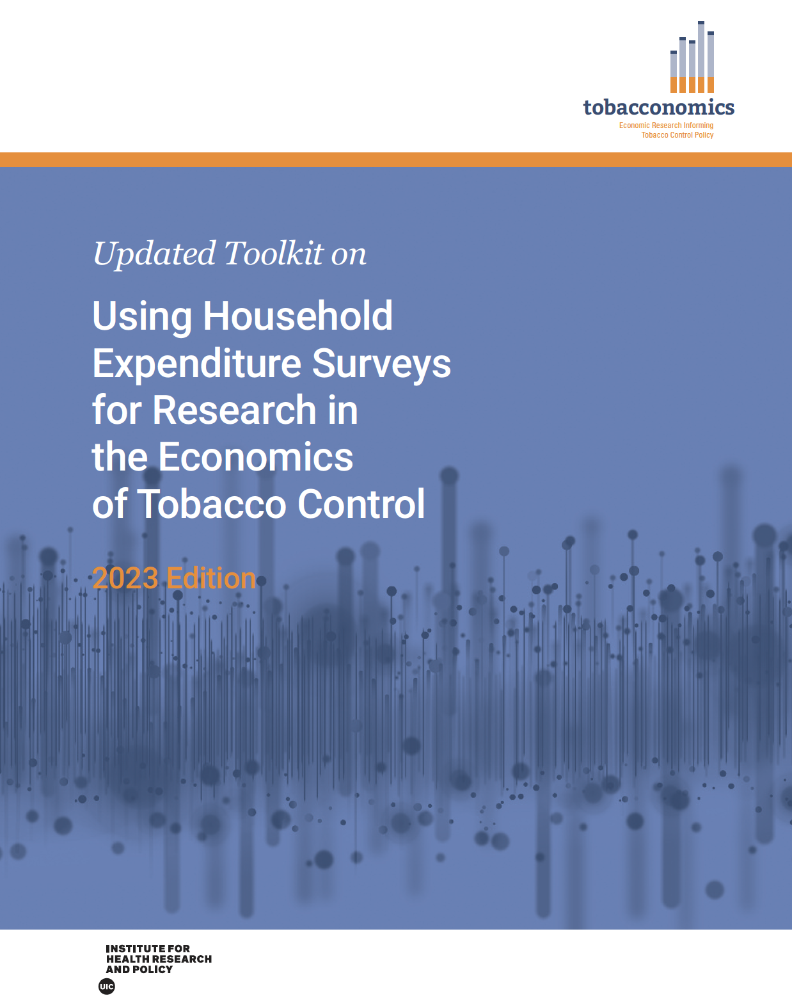 tobacconomics
Economic Research Informing
Tobacco Control Policy
Updated Toolkit on
Using Household
Expenditure Surveys
for Research in
the Economics
of Tobacco Control
2023 Edition
INSTITUTE FOR
HEALTH RESEARCH
AND POLICY
UIC